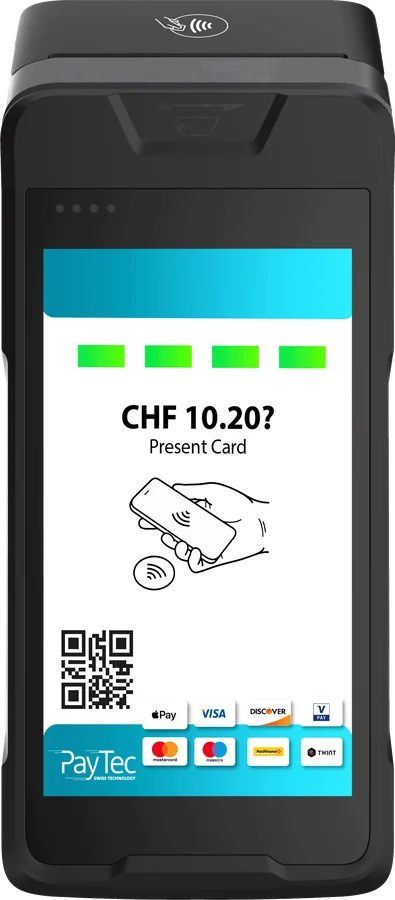 CHF 10.20?
Present Card
Pay VISA DISCOVER V PAY
PayTec
SWISS TECHNOLOGY
mastercard maestro PostFinance TWINT